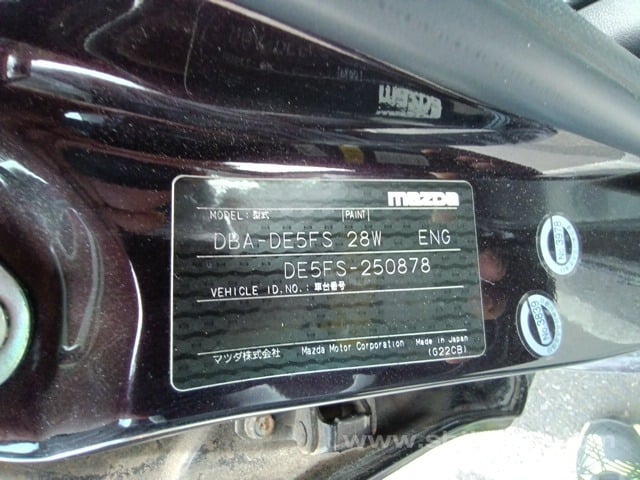 mazda
MODEL: 型式 [PAINT]
DBA-DE5FS 28W ENG
DE5FS-250878
VEHICLE ID.NO.: 車台番号
マツダ株式会社 Mazda Motor Corporation Made in Japan
(G22CB)